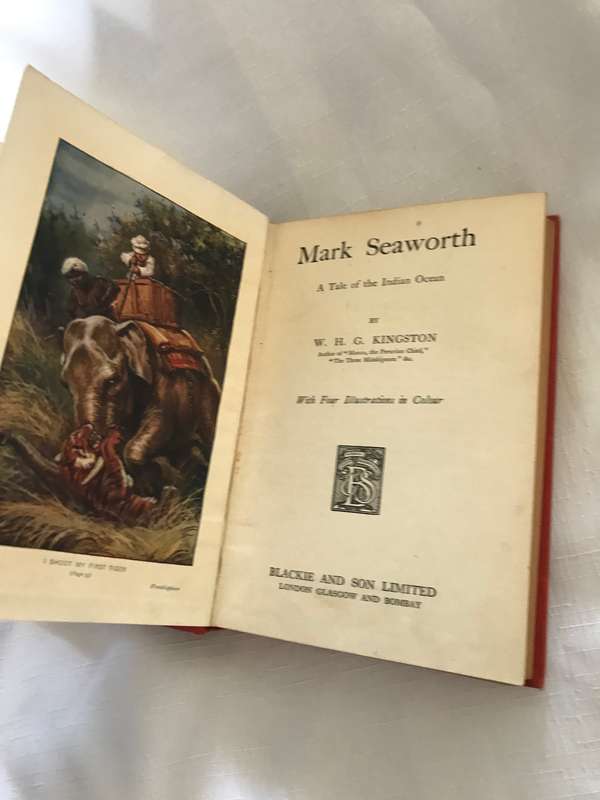 I SHOOT MY FIRST TIGER
Frontispiece
Mark Seaworth
A Tale of the Indian Ocean
BY
W. H. G. KINGSTON
Author of "Manco, the Peruvian Chief,"
"The Three Midshipmen" &c.
With Four Illustrations in Colour
BLACKIE AND SON LIMITED
LONDON GLASGOW AND BOMBAY